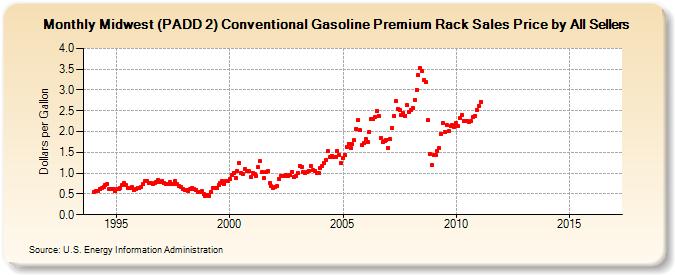 Monthly Midwest (PADD 2) Conventional Gasoline Premium Rack Sales Price by All Sellers
Dollars per Gallon
4.0
3.5
3.0
2.5
2.0
1.5
1.0
0.5
0.0
1995 2000 2005 2010 2015
Source: U.S. Energy Information Administration